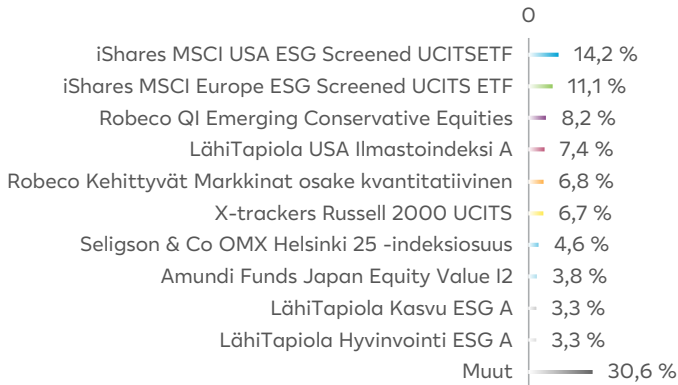 0
iShares MSCI USA ESG Screened UCITSETF 14,2 %
iShares MSCI Europe ESG Screened UCITS ETF 11,1 %
Robeco QI Emerging Conservative Equities 8,2 %
LähiTapiola USA Ilmastoindeksi A 7,4 %
Robeco Kehittyvät Markkinat osake kvantitatiivinen 6,8 %
X-trackers Russell 2000 UCITS 6,7 %
Seligson & Co OMX Helsinki 25 -indeksiosuus 4,6 %
Amundi Funds Japan Equity Value I2 3,8 %
LähiTapiola Kasvu ESG A 3,3 %
LähiTapiola Hyvinvointi ESG A 3,3 %
Muut 30,6 %